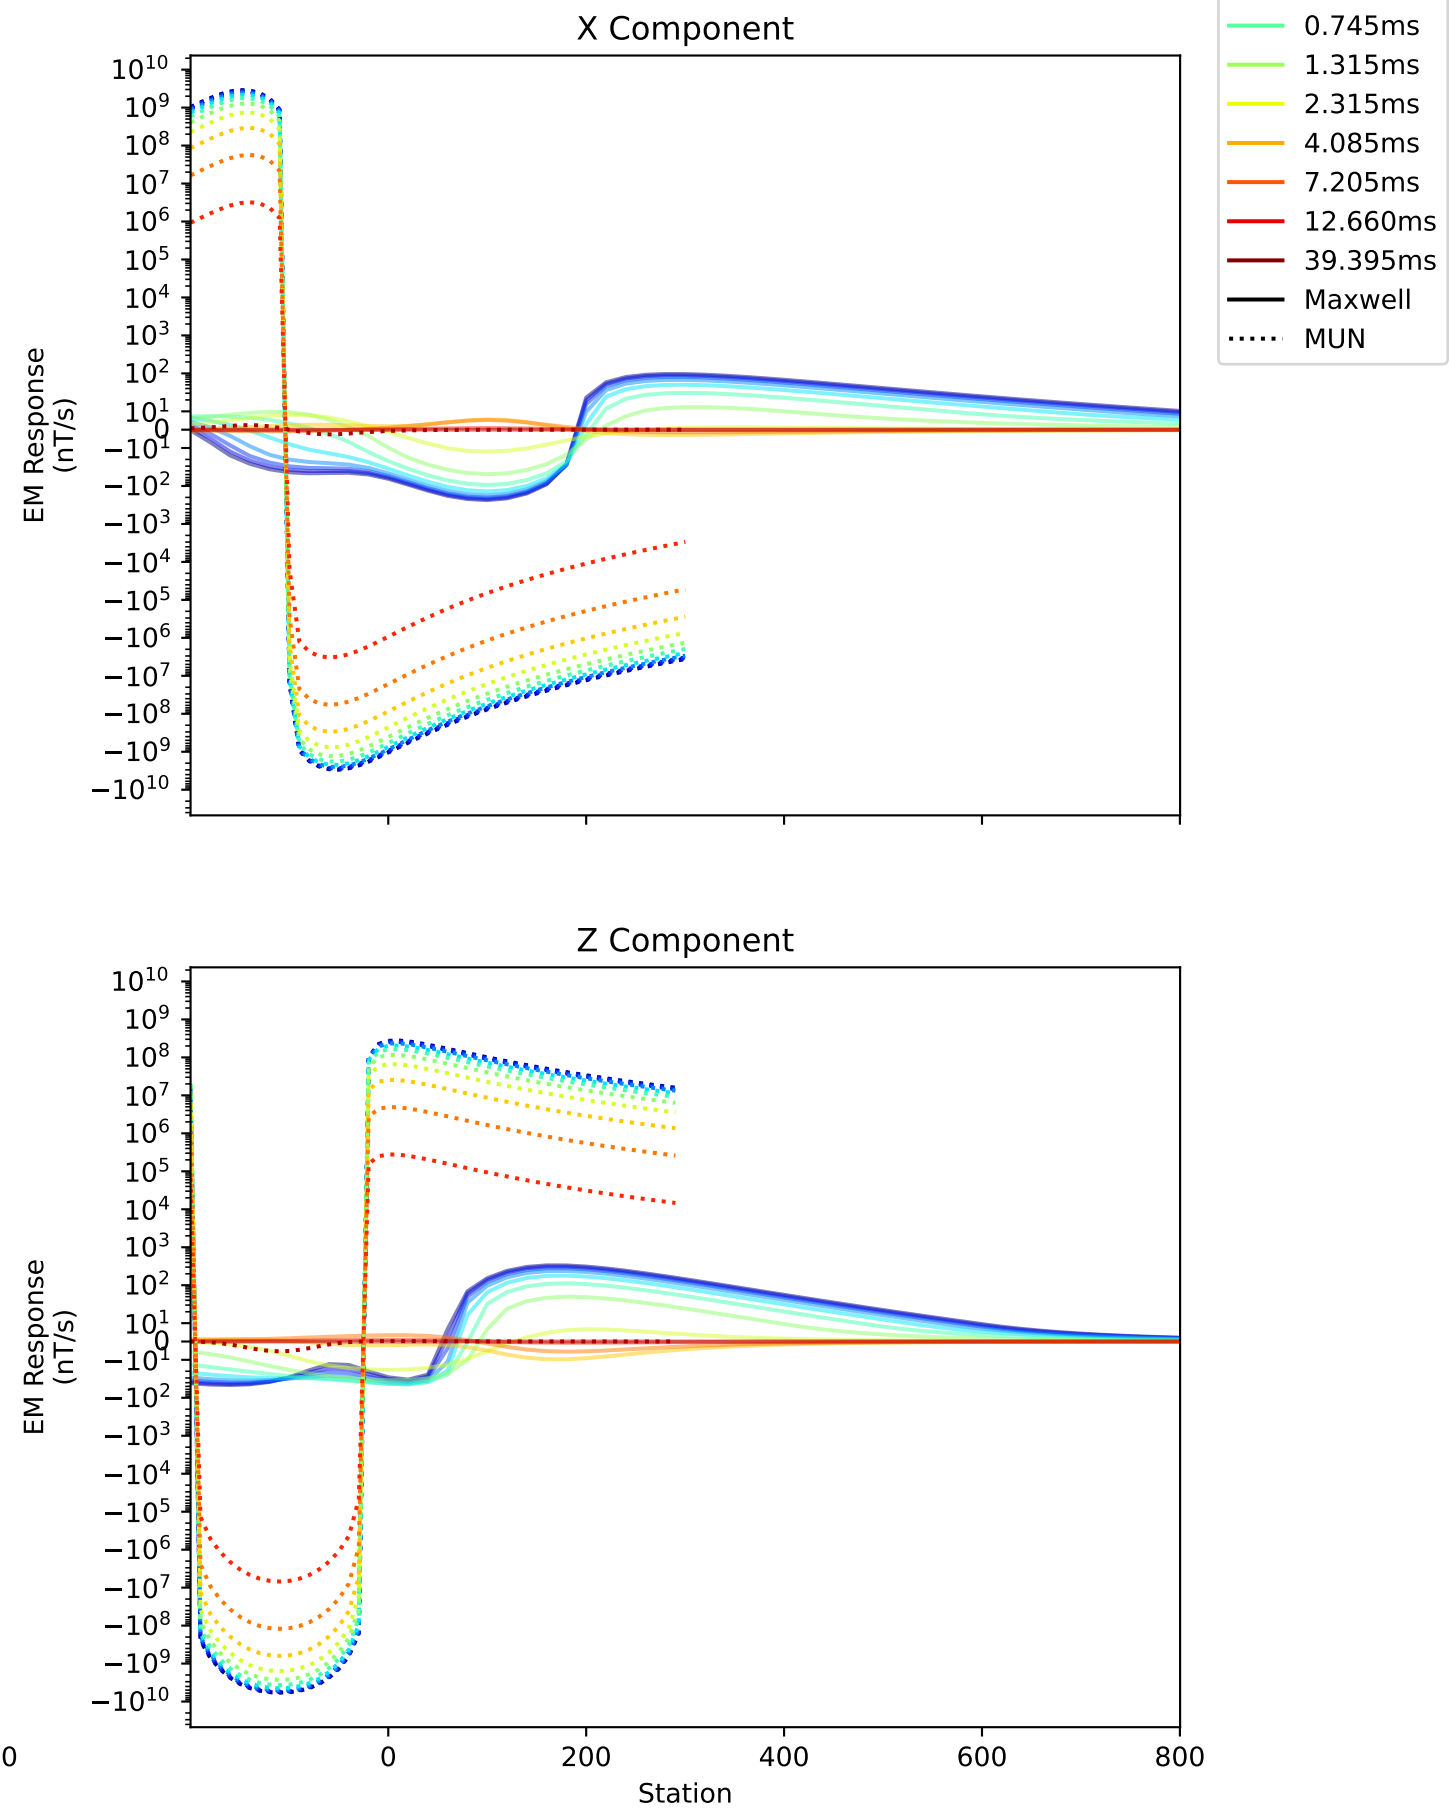 X Component
10^10
10^9
10^8
10^7
10^6
10^5
10^4
10^3
10^2
10^1
0
−10^1
−10^2
−10^3
−10^4
−10^5
−10^6
−10^7
−10^8
−10^9
−10^10
EM Response
(nT/s)
0.745ms
1.315ms
2.315ms
4.085ms
7.205ms
12.660ms
39.395ms
Maxwell
MUN
Z Component
10^10
10^9
10^8
10^7
10^6
10^5
10^4
10^3
10^2
10^1
0
−10^1
−10^2
−10^3
−10^4
−10^5
−10^6
−10^7
−10^8
−10^9
−10^10
EM Response
(nT/s)
0
0 200 400 600 800
Station